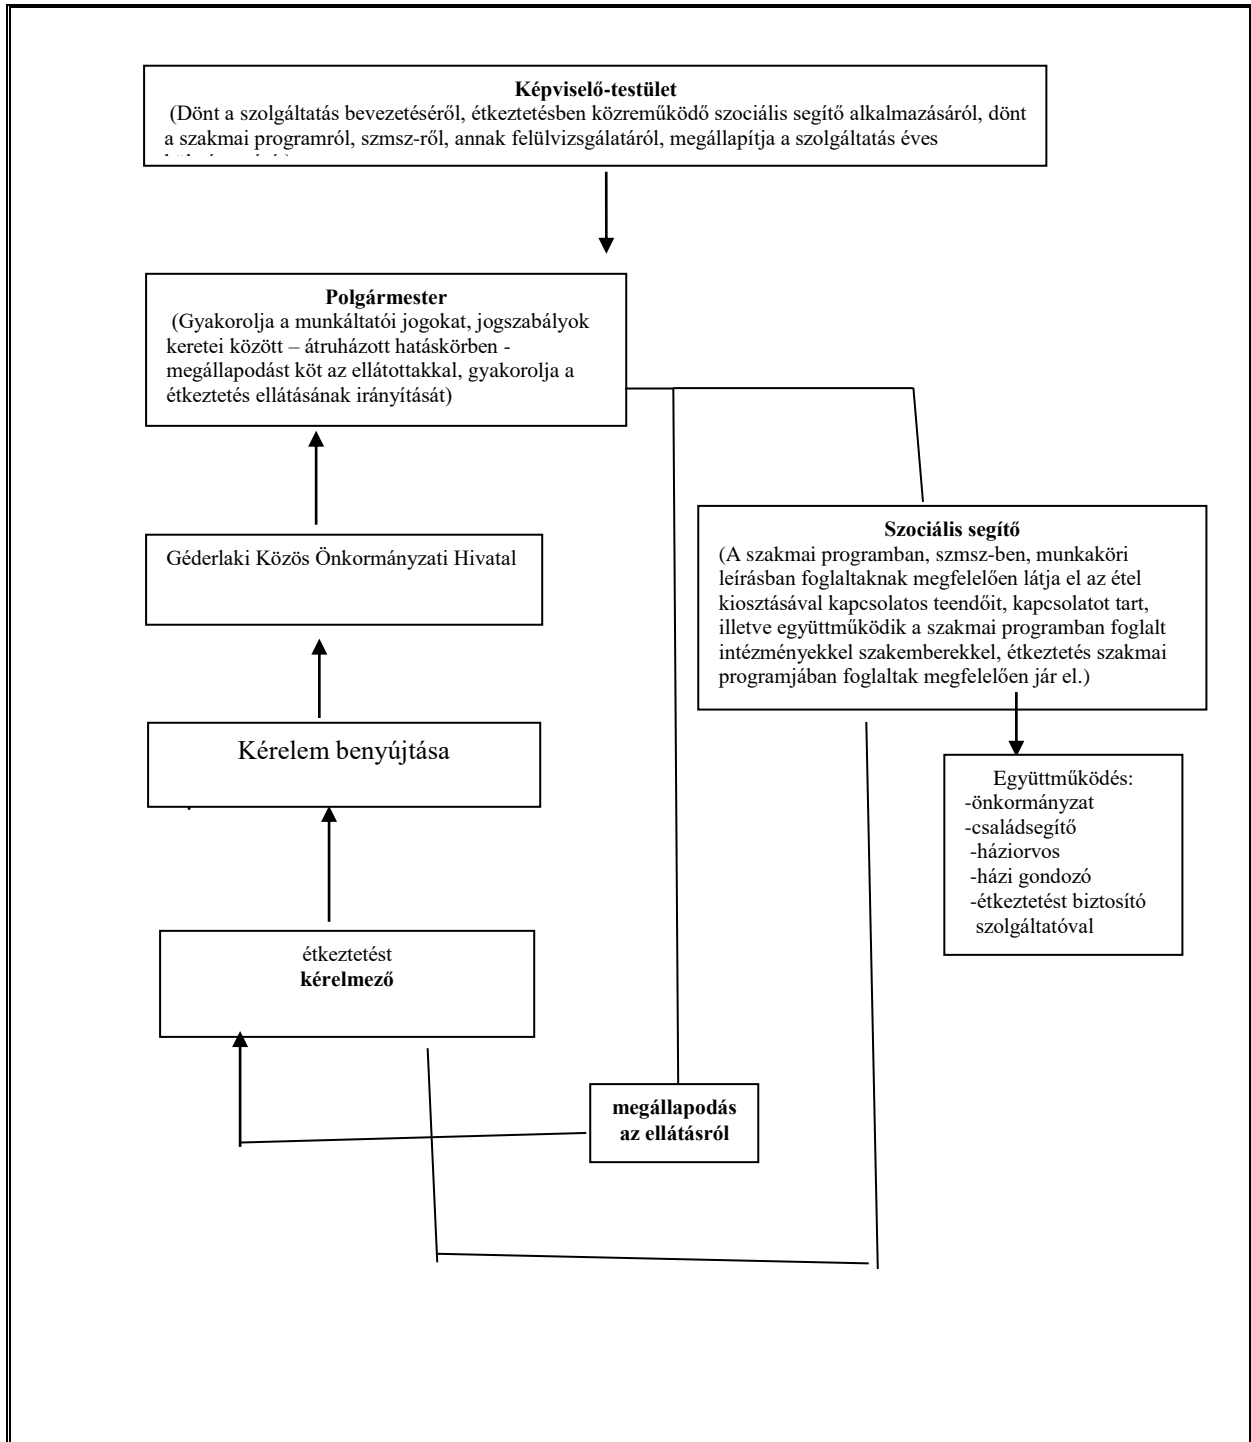 Képviselő-testület
(Dönt a szolgáltatás bevezetéséről, étkeztetésben közreműködő szociális segítő alkalmazásáról, dönt
a szakmai programról, szmsz-ről, annak felülvizsgálatáról, megállapítja a szolgáltatás éves
Polgármester
(Gyakorolja a munkáltatói jogokat, jogszabályok
keretei között – átruházott hatáskörben -
megállapodást köt az ellátottakkal, gyakorolja a
étkeztetés ellátásának irányítását)
Géderlaki Közös Önkormányzati Hivatal
Szociális segítő
(A szakmai programban, szmsz-ben, munkaköri
leírásban foglaltaknak megfelelően látja el az étel
kiosztásával kapcsolatos teendőit, kapcsolatot tart,
illetve együttműködik a szakmai programban foglalt
intézményekkel szakemberekkel, étkeztetés szakmai
programjában foglaltak megfelelően jár el.)
Kérelem benyújtása
Együttműködés:
-önkormányzat
-családsegítő
-háziorvos
-házi gondozó
-étkeztetést biztosító
szolgáltatóval
étkeztetést
kérelmező
megállapodás
az ellátásról